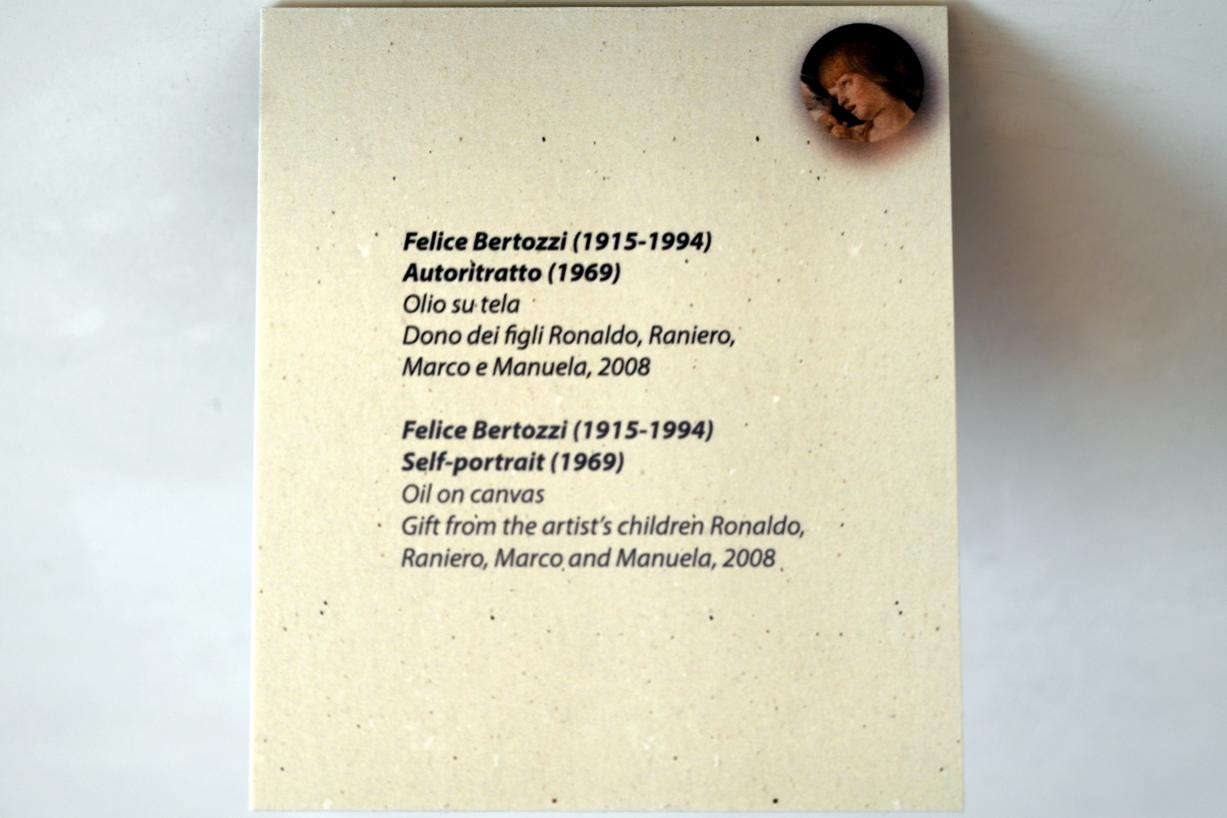 Felice Bertozzi (1915-1994)
Autoritratto (1969)
Olio su tela
Dono dei figli Ronaldo, Raniero,
Marco e Manuela, 2008
Felice Bertozzi (1915-1994)
Self-portrait (1969)
Oil on canvas
Gift from the artist's children Ronaldo,
Raniero, Marco and Manuela, 2008